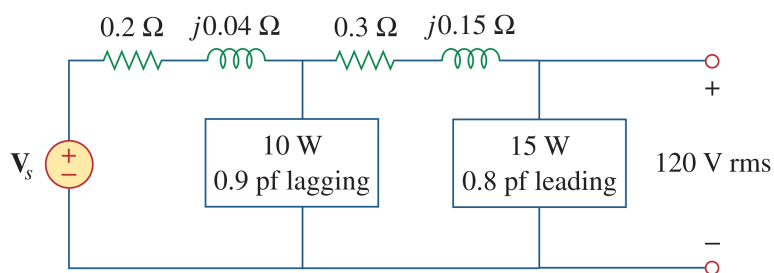 0.2 Ω j0.04 Ω 0.3 Ω j0.15 Ω
+
10 W
0.9 pf lagging
15 W
0.8 pf leading
Vs
+
−
120 V rms
−